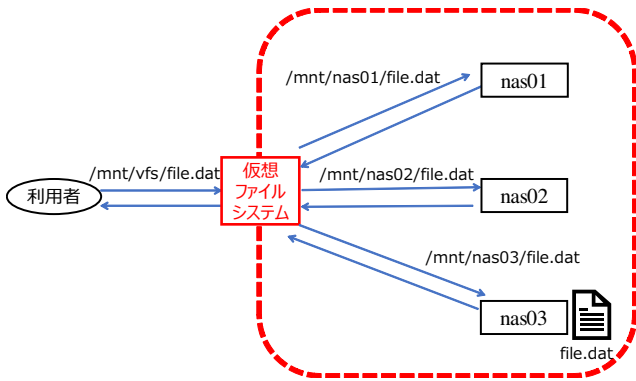 /mnt/nas01/file.dat
nas01
/mnt/vfs/file.dat
利用者
仮想
ファイル
システム
/mnt/nas02/file.dat
nas02
/mnt/nas03/file.dat
nas03
file.dat